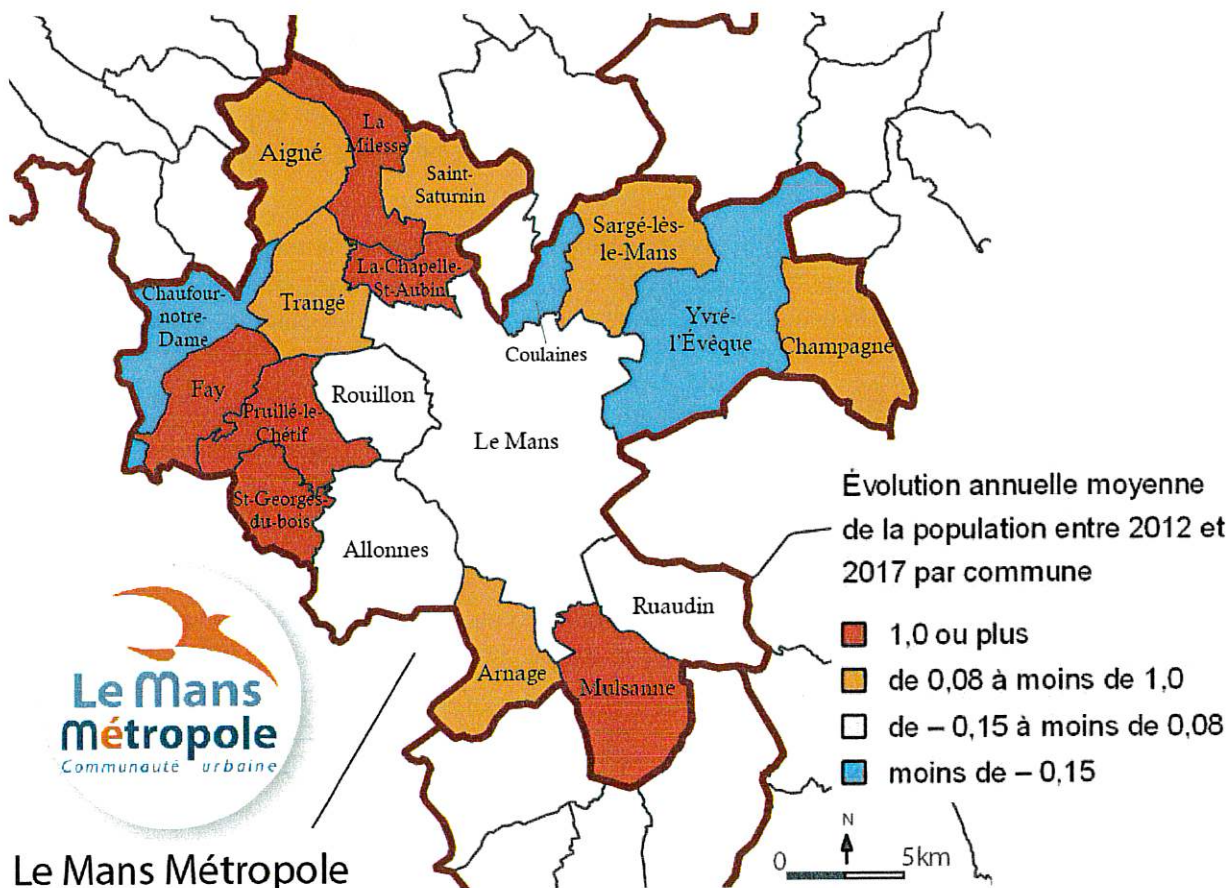 La
Milesse
Aigné
Saint-
Saturnin
Sargé-lès-
le-Mans
La-Chapelle-
St-Aubin
Chaufour-
notre-
Dame
Trangé
Yvré-
l'Évêque
Coulaines
Champagné
Fay
Rouillon
Pruillé-le-
Chétif
Le Mans
St-Georges-
du-bois
Allonnes
Ruaudin
Arnage
Mulsanne
Évolution annuelle moyenne
de la population entre 2012 et
2017 par commune
1,0 ou plus
de 0,08 à moins de 1,0
de – 0,15 à moins de 0,08
moins de – 0,15
N
0 5km
Le Mans
métropole
Communauté urbaine
Le Mans Métropole